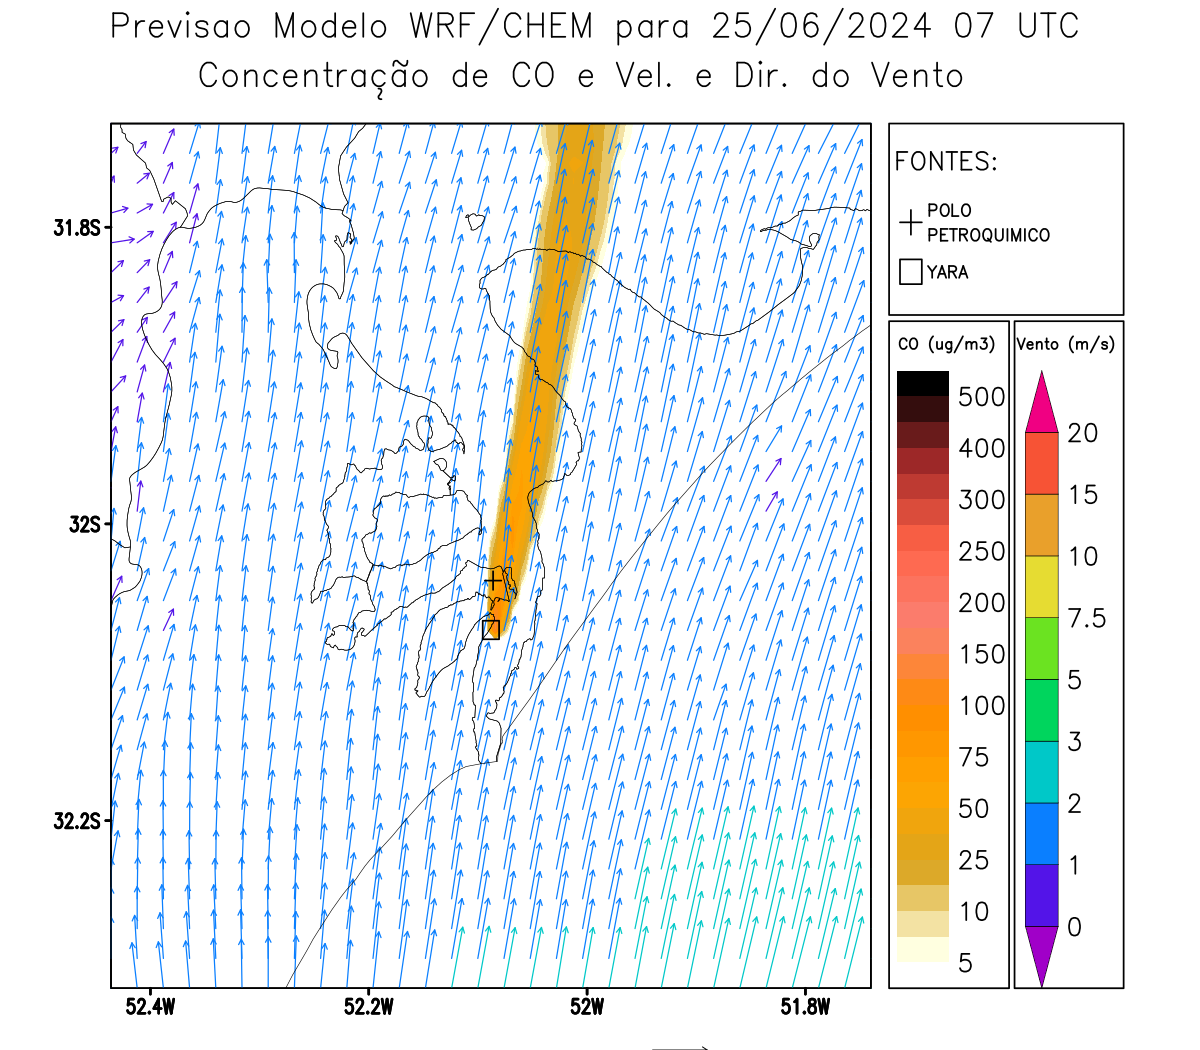 Previsao Modelo WRF/CHEM para 25/06/2024 07 UTC
Concentração de CO e Vel. e Dir. do Vento
FONTES:
POLO
PETROQUIMICO
YARA
CO (ug/m3)
500
400
300
250
200
150
100
75
50
25
10
5
Vento (m/s)
20
15
10
7.5
5
3
2
1
0
31.8S
32S
32.2S
52.4W
52.2W
52W
51.8W